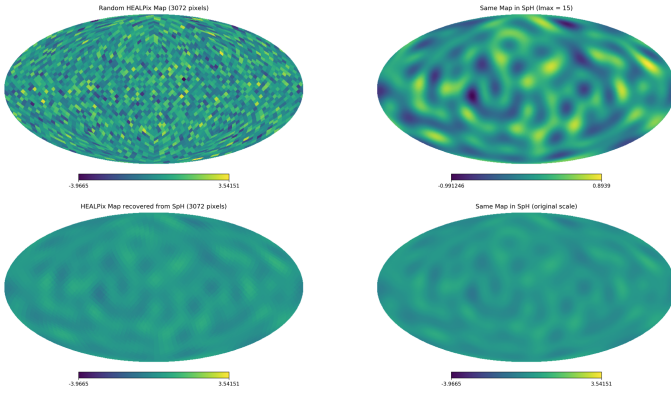 Random HEALPix Map (3072 pixels)
-3.9665 3.54151
Same Map in SpH (lmax = 15)
-0.991246 0.8939
HEALPix Map recovered from SpH (3072 pixels)
-3.9665 3.54151
Same Map in SpH (original scale)
-3.9665 3.54151